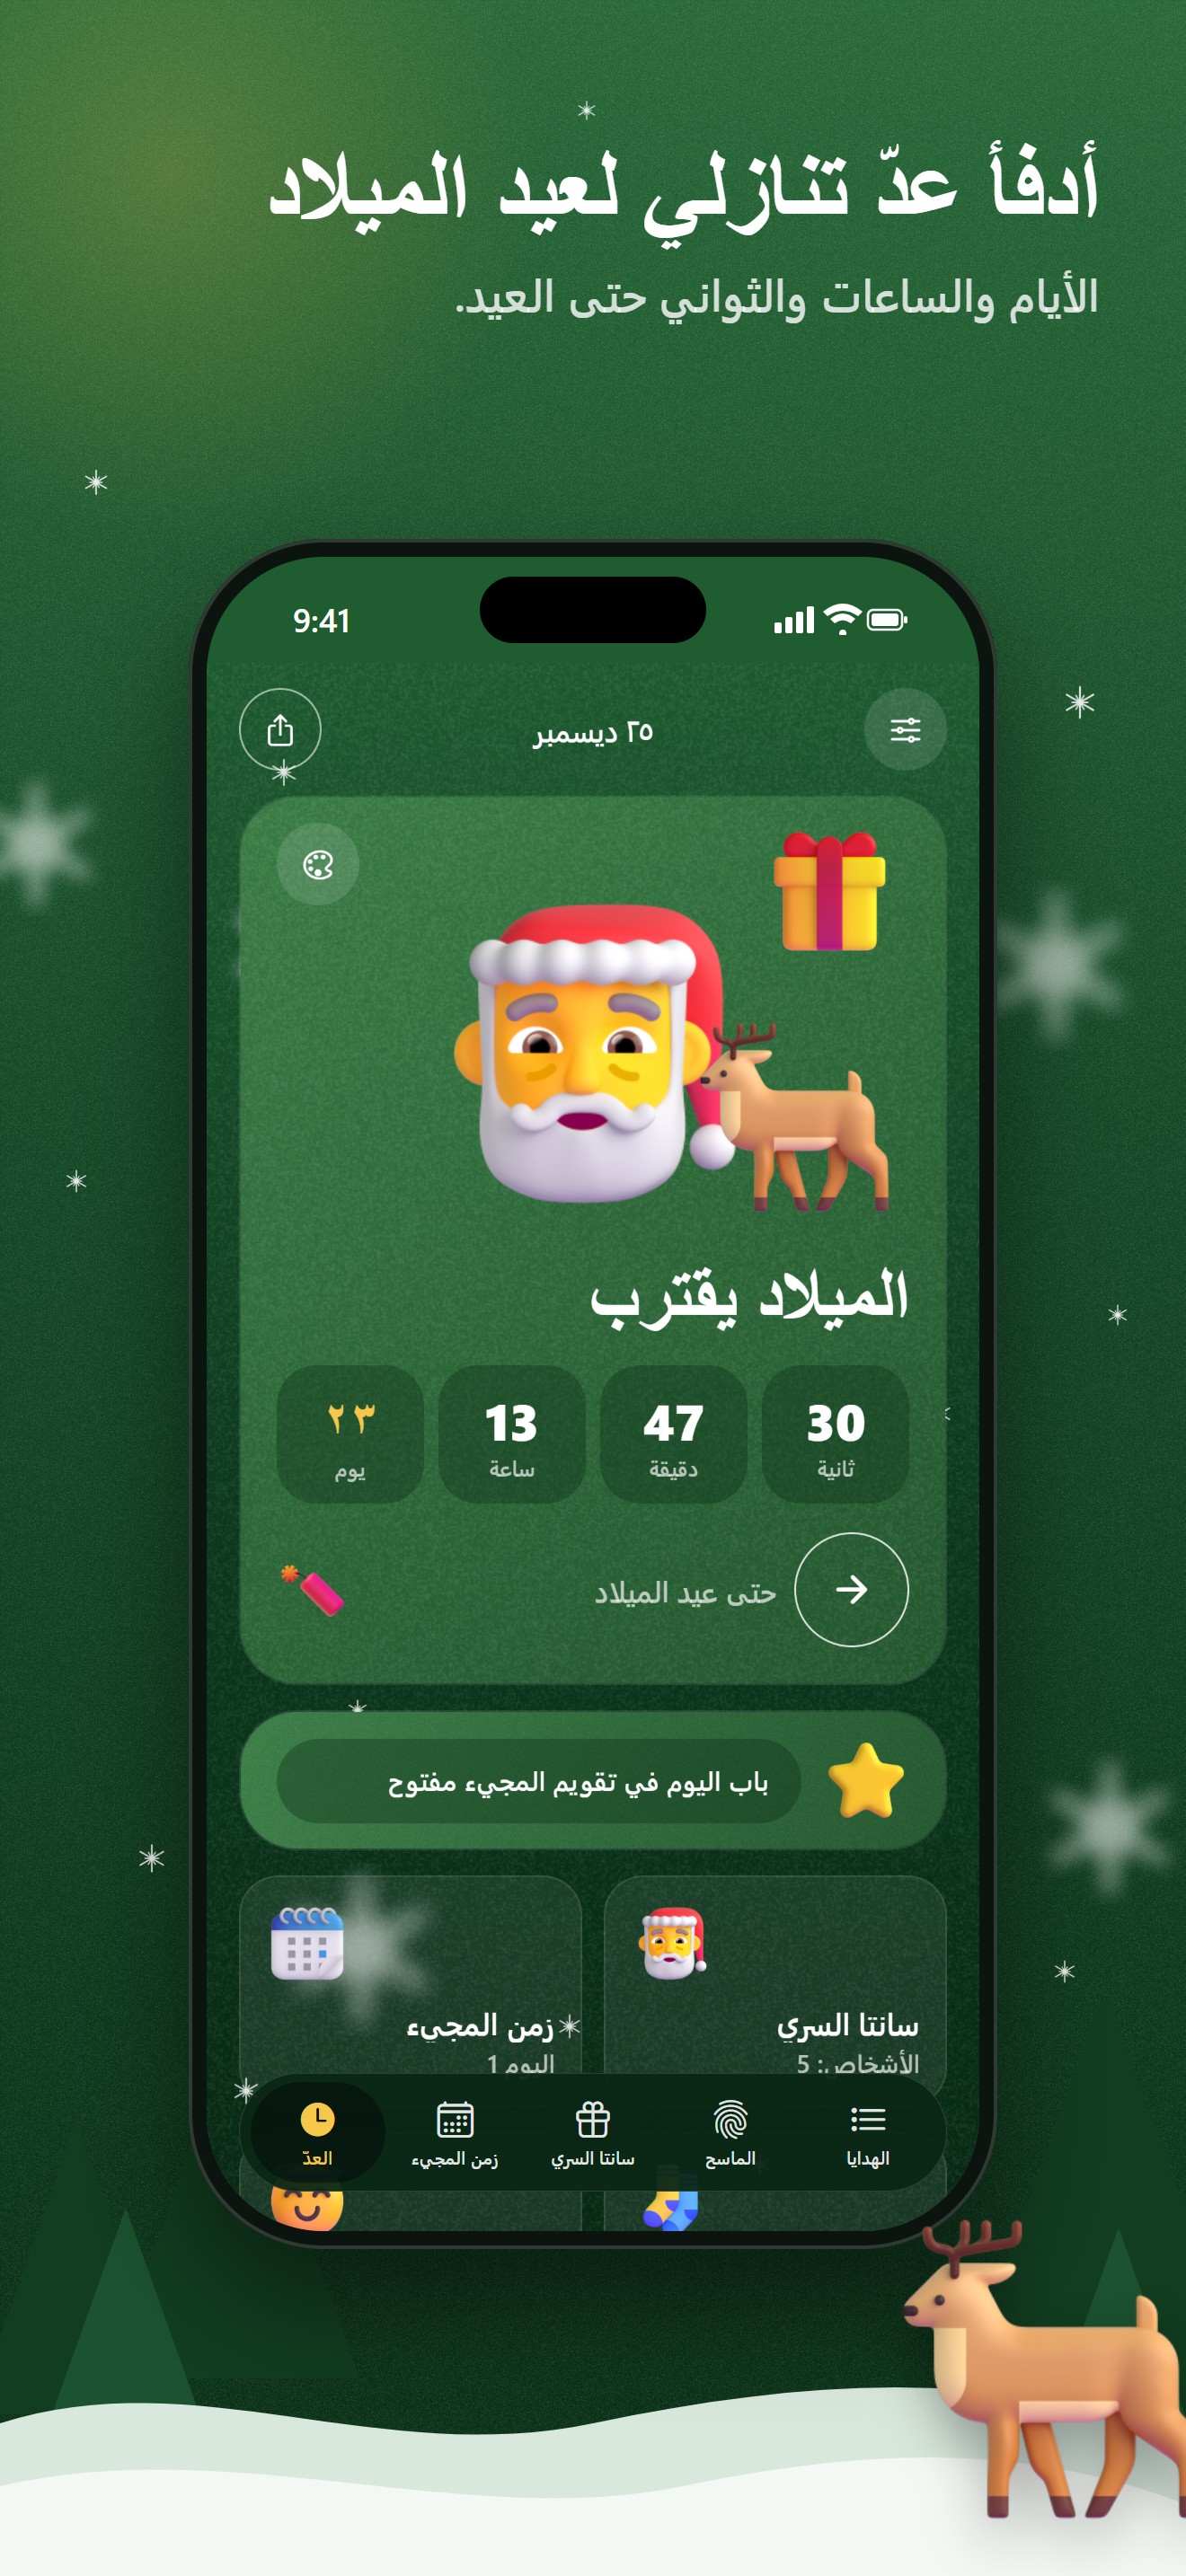 أدفأ عدّ تنازلي لعيد الميلاد
الأيام والساعات والثواني حتى العيد.
9:41
٢٥ ديسمبر
الميلاد يقترب
30
ثانية
47
دقيقة
13
ساعة
٢٣
يوم
حتى عيد الميلاد
باب اليوم في تقويم المجيء مفتوح
سانتا السري
الأشخاص: 5
زمن المجيء
اليوم 1
الهدايا
الماسح
سانتا السري
زمن المجيء
العدّ